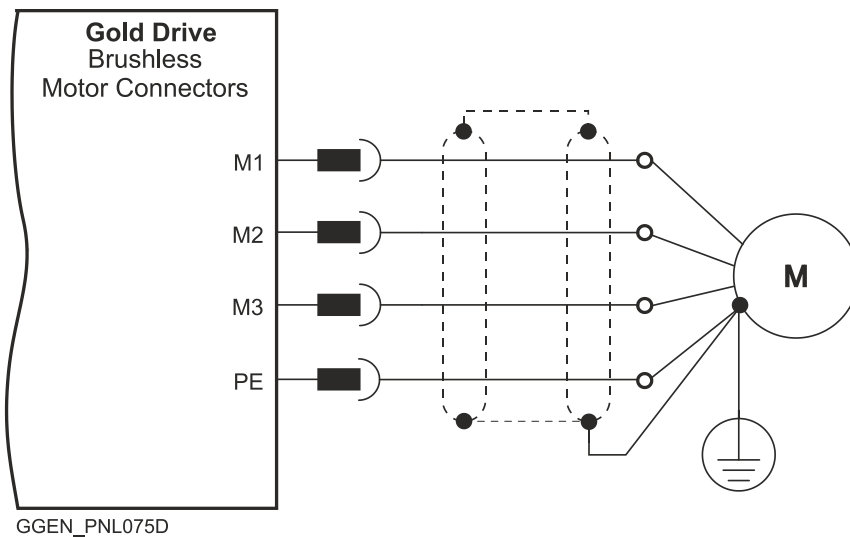 Gold Drive
Brushless
Motor Connectors
M1
M2
M3
PE
M
GGEN_PNL075D